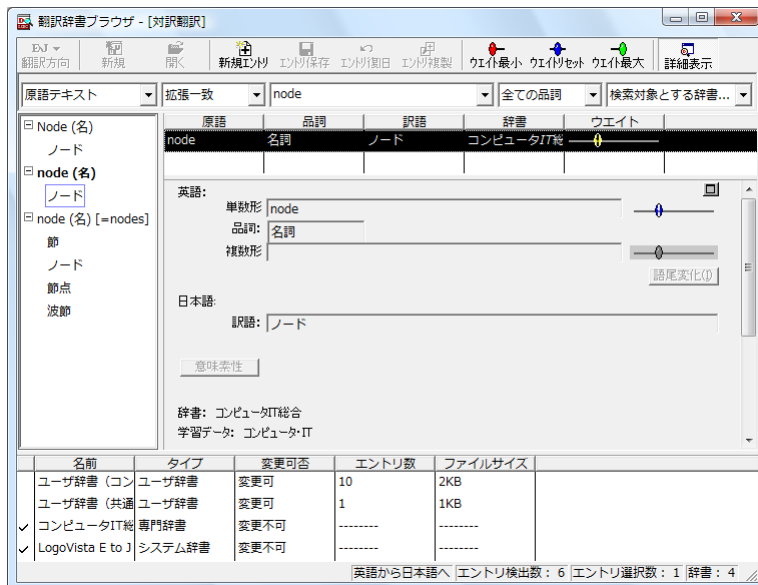 翻訳辞書ブラウザ - [対訳翻訳]
EXJ
翻訳方向 新規 開く 新規エントリ エントリ保存 エントリ復旧 エントリ複製 ウエイト最小 ウエイトリセット ウエイト最大 詳細表示
原語テキスト 拡張一致 node 全ての品詞 検索対象とする辞書...
Node (名)
ノード
node (名)
ノード
node (名) [=nodes]
節
ノード
節点
波節
原語 品詞 訳語 辞書 ウエイト
node 名詞 ノード コンピュータIT総
英語:
単数形 node
品詞: 名詞
複数形
語尾変化(I)
日本語:
訳語: ノード
意味素性
辞書: コンピュータIT総合
学習データ: コンピュータ・IT
名前 タイプ 変更可否 エントリ数 ファイルサイズ
ユーザ辞書（コン ユーザ辞書 変更可 10 2KB
ユーザ辞書（共通 ユーザ辞書 変更可 1 1KB
コンピュータIT総 専門辞書 変更不可 -------- --------
LogoVista E to J システム辞書 変更不可 -------- --------
英語から日本語へ エントリ検出数: 6 エントリ選択数: 1 辞書: 4